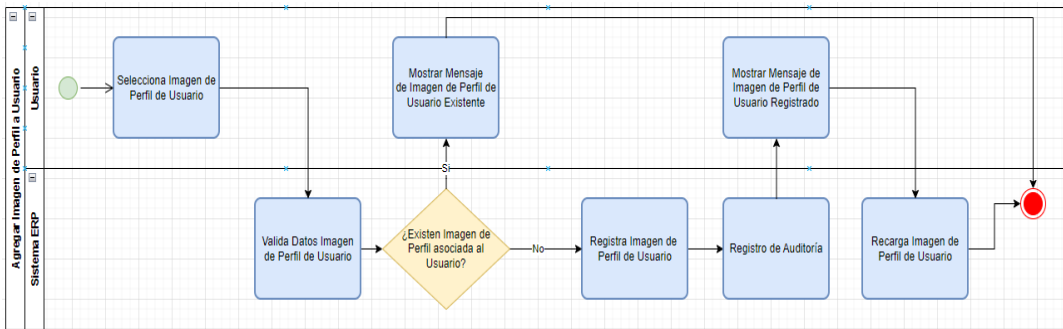 Agregrar Imagen de Perfil a Usuario
Usuario
Selecciona Imagen de
Perfil de Usuario
Mostrar Mensaje
de Imagen de Perfil de
Usuario Existente
Mostrar Mensaje de
Imagen de Perfil de
Usuario Registrado
Sistema ERP
Valida Datos Imagen
de Perfil de Usuario
Si
¿Existen Imagen de
Perfil asociada al
Usuario?
No
Registra Imagen de
Perfil de Usuario
Registro de Auditoría
Recarga Imagen de
Perfil de Usuario